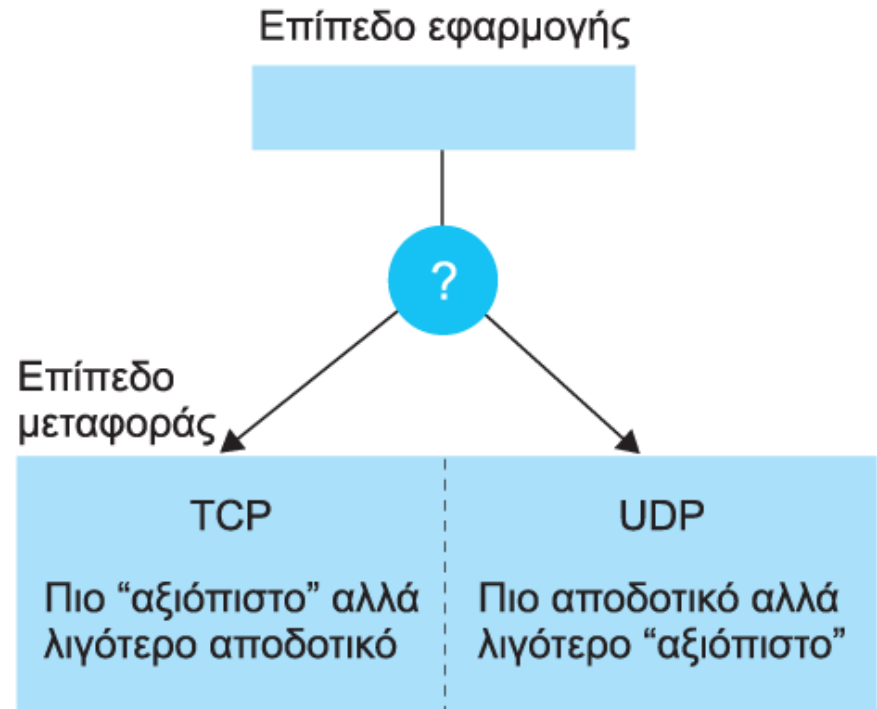 Επίπεδο εφαρμογής
?
Επίπεδο
μεταφοράς
TCP
Πιο “αξιόπιστο” αλλά
λιγότερο αποδοτικό
UDP
Πιο αποδοτικό αλλά
λιγότερο “αξιόπιστο”